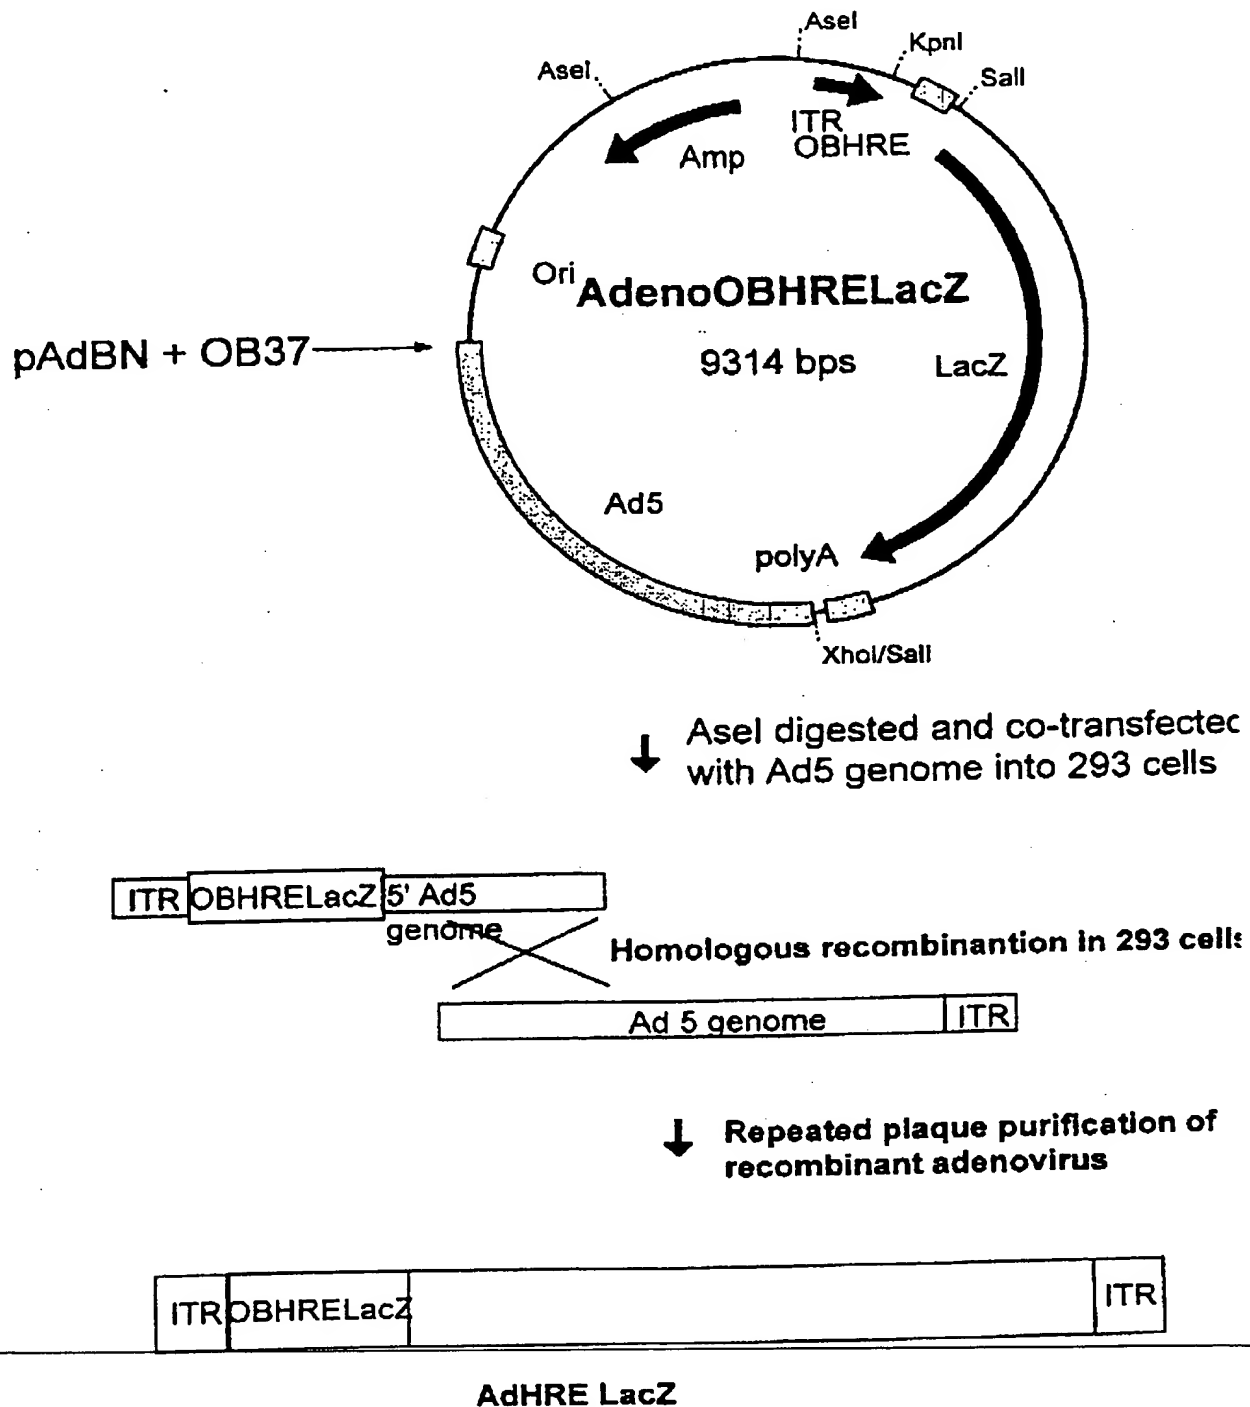 AseI
KpnI
AseI
SalI
ITR
OBHRE
Amp
Ori
AdenoOBHRELacZ
pAdBN + OB37
9314 bps
LacZ
Ad5
polyA
XhoI/SalI
AseI digested and co-transfectec
with Ad5 genome into 293 cells
ITR OBHRELacZ 5' Ad5
genome
Homologous recombinantion in 293 cells
Ad 5 genome ITR
Repeated plaque purification of
recombinant adenovirus
ITR OBHRELacZ ITR
AdHRE LacZ